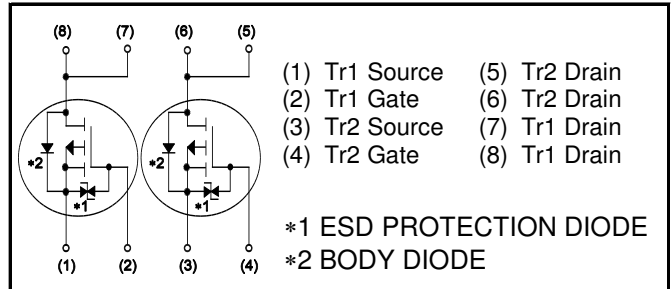 (8) (7) (6) (5)
*2 *2
*1 *1
(1) (2) (3) (4)
(1) Tr1 Source (5) Tr2 Drain
(2) Tr1 Gate (6) Tr2 Drain
(3) Tr2 Source (7) Tr1 Drain
(4) Tr2 Gate (8) Tr1 Drain
*1 ESD PROTECTION DIODE
*2 BODY DIODE